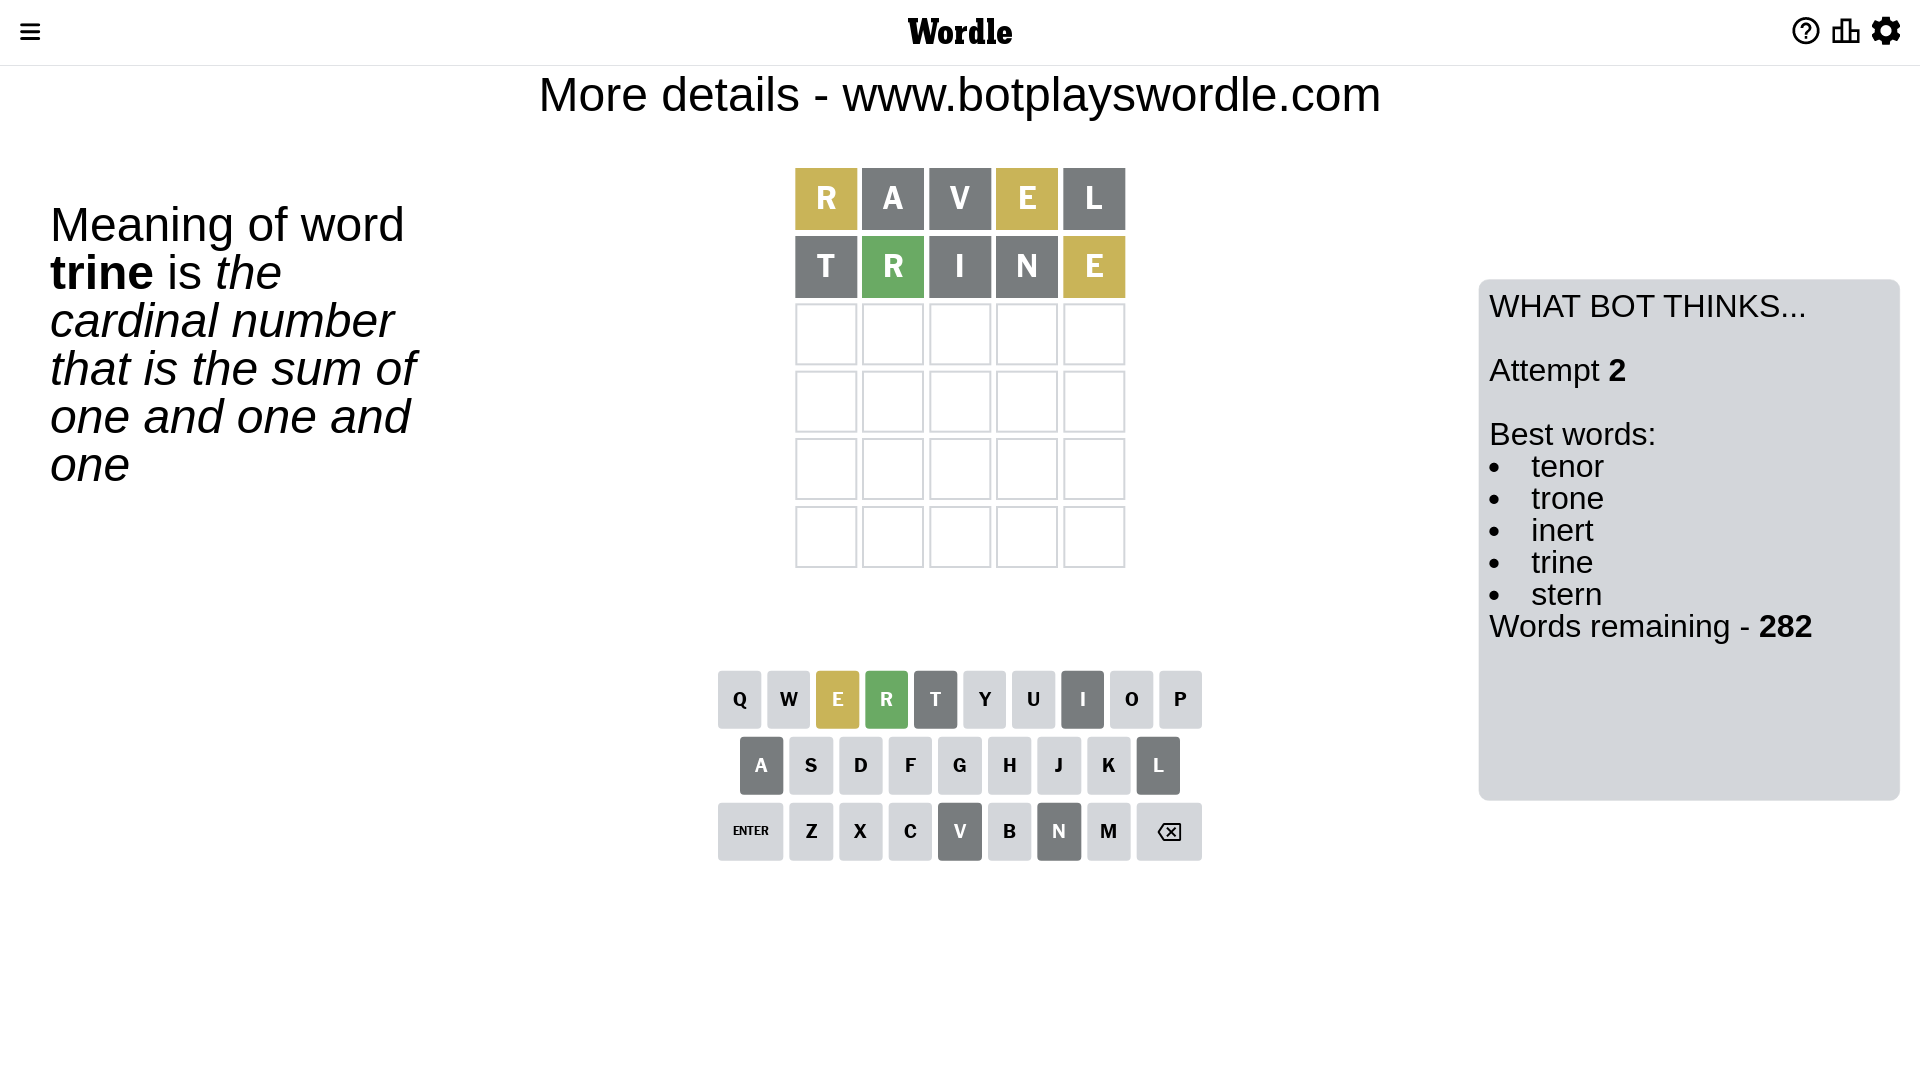 Wordle
More details - www.botplayswordle.com
Meaning of word
trine is the
cardinal number
that is the sum of
one and one and
one
R A V E L
T R I N E
WHAT BOT THINKS...
Attempt 2
Best words:
• tenor
• trone
• inert
• trine
• stern
Words remaining - 282
Q W E R T Y U I O P
A S D F G H J K L
ENTER Z X C V B N M